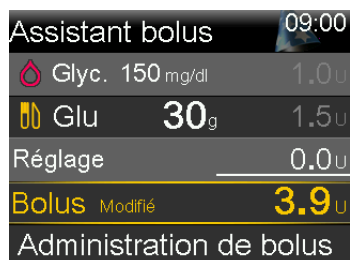 Assistant bolus 09:00
Glyc. 150 mg/dl 1.0 u
Glu 30g 1.5 u
Réglage 0.0 u
Bolus Modifié 3.9 u
Administration de bolus